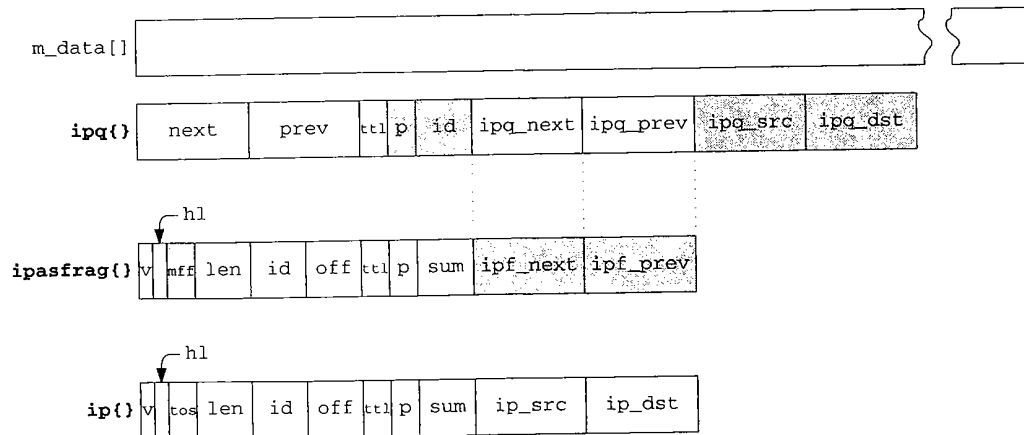 m_data[]
ipq{} next prev ttl p id ipq_next ipq_prev ipq_src ipq_dst
hl
ipasfrag{} v mff len id off ttl p sum ipf_next ipf_prev
hl
ip{} v tos len id off ttl p sum ip_src ip_dst